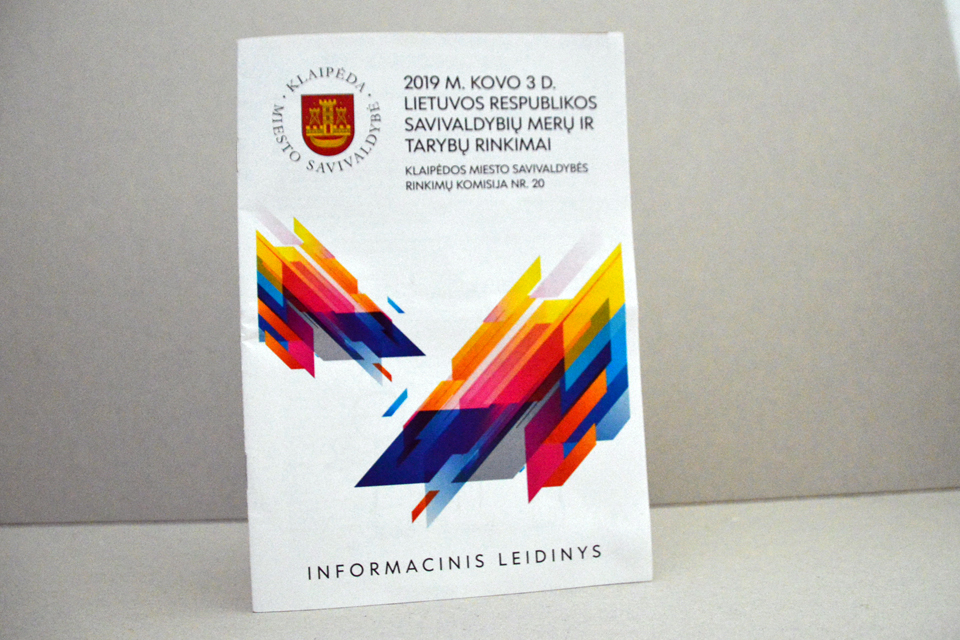 · KLAIPĖDA ·
MIESTO SAVIVALDYBĖ
2019 M. KOVO 3 D.
LIETUVOS RESPUBLIKOS
SAVIVALDYBIŲ MERŲ IR
TARYBŲ RINKIMAI
KLAIPĖDOS MIESTO SAVIVALDYBĖS
RINKIMŲ KOMISIJA NR. 20
INFORMACINIS LEIDINYS